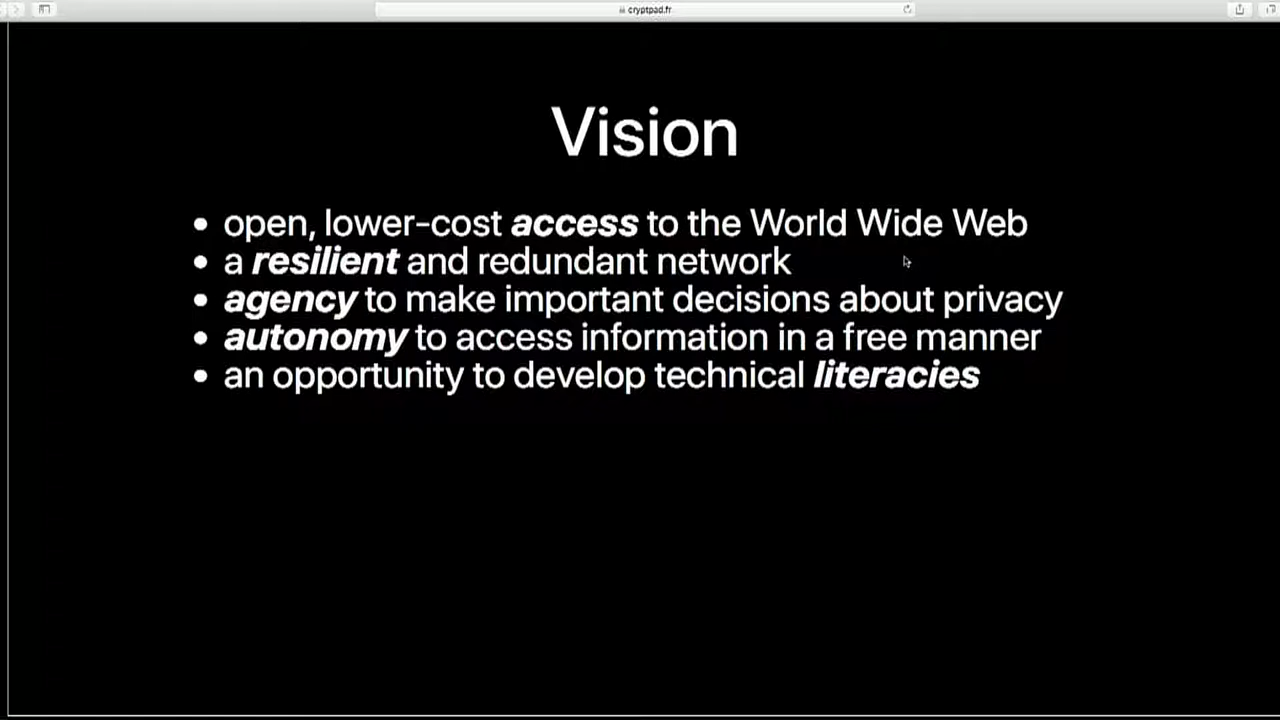 cryptpad.fr
Vision
• open, lower-cost access to the World Wide Web
• a resilient and redundant network
• agency to make important decisions about privacy
• autonomy to access information in a free manner
• an opportunity to develop technical literacies